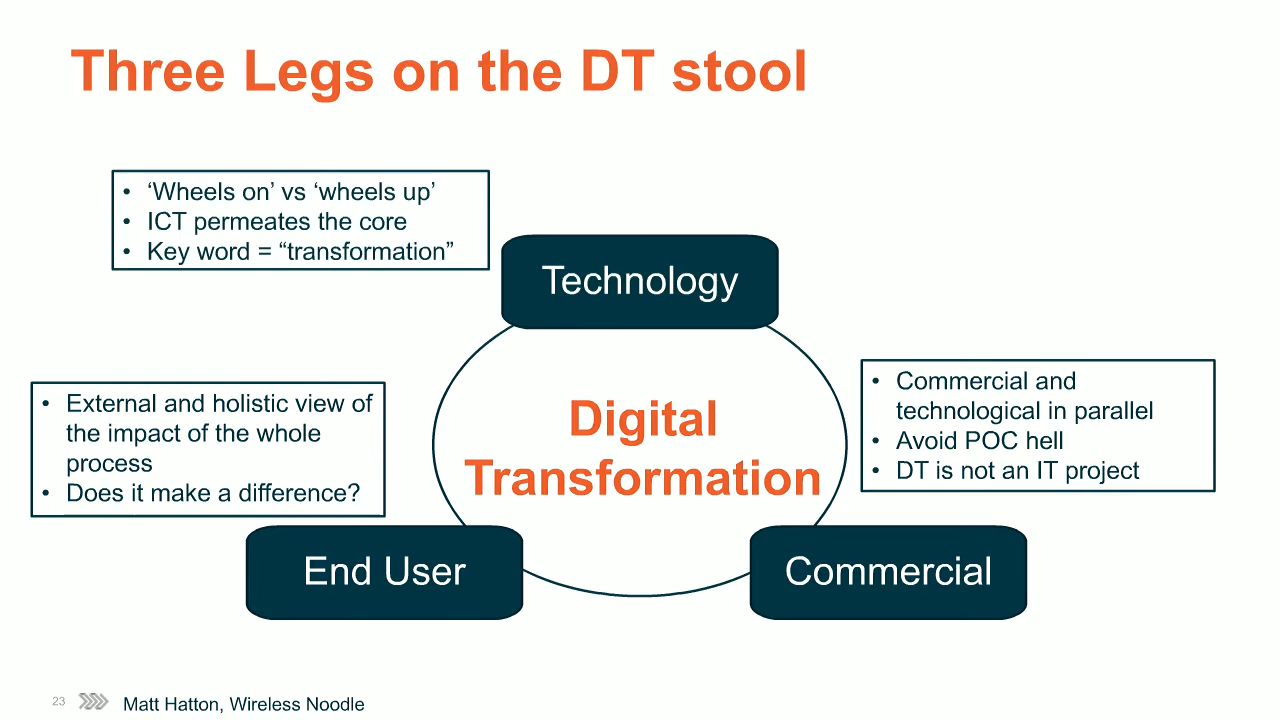 Three Legs on the DT stool
• ‘Wheels on’ vs ‘wheels up’
• ICT permeates the core
• Key word = “transformation”
Technology
• External and holistic view of
the impact of the whole
process
• Does it make a difference?
Digital
Transformation
• Commercial and
technological in parallel
• Avoid POC hell
• DT is not an IT project
End User
Commercial
23
Matt Hatton, Wireless Noodle